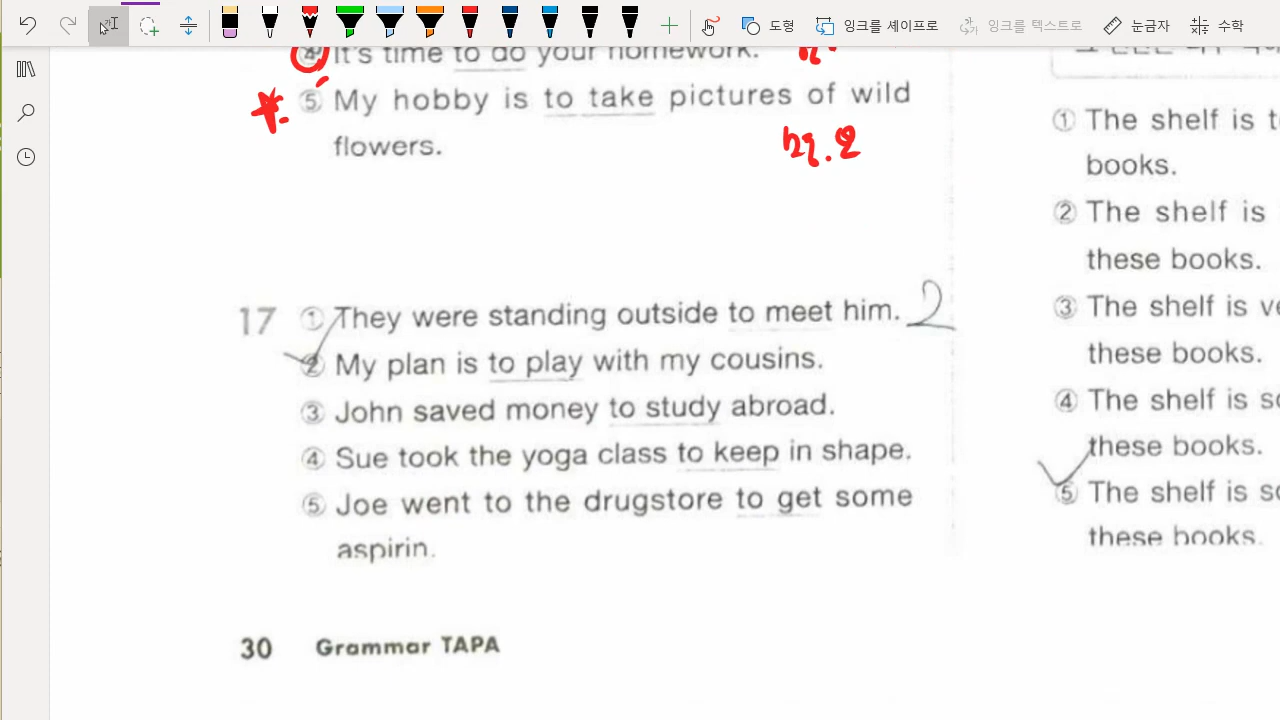 도형
잉크를 셰이프로
잉크를 텍스트로
눈금자
수학
④ It's time to do your homework.
⑤ My hobby is to take pictures of wild
flowers.
17 ① They were standing outside to meet him. 2
② My plan is to play with my cousins.
③ John saved money to study abroad.
④ Sue took the yoga class to keep in shape.
⑤ Joe went to the drugstore to get some
aspirin.
30 Grammar TAPA
① The shelf is
books.
② The shelf is
these books.
③ The shelf is
these books.
④ The shelf is
these books.
⑤ The shelf is
these books.